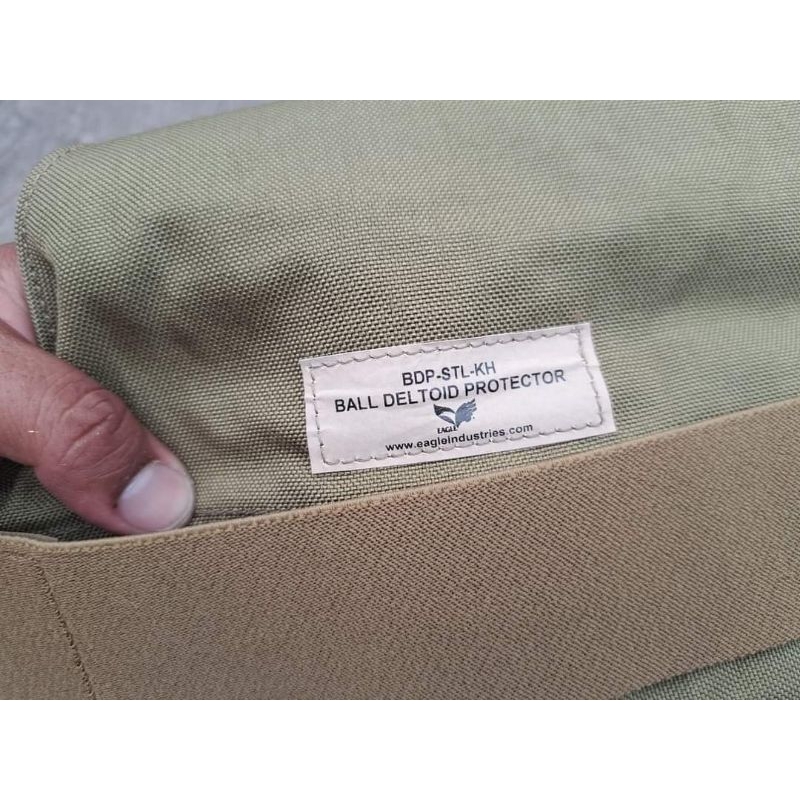 BDP-STL-KH
BALL DELTOID PROTECTOR
EAGLE
www.eagleindustries.com